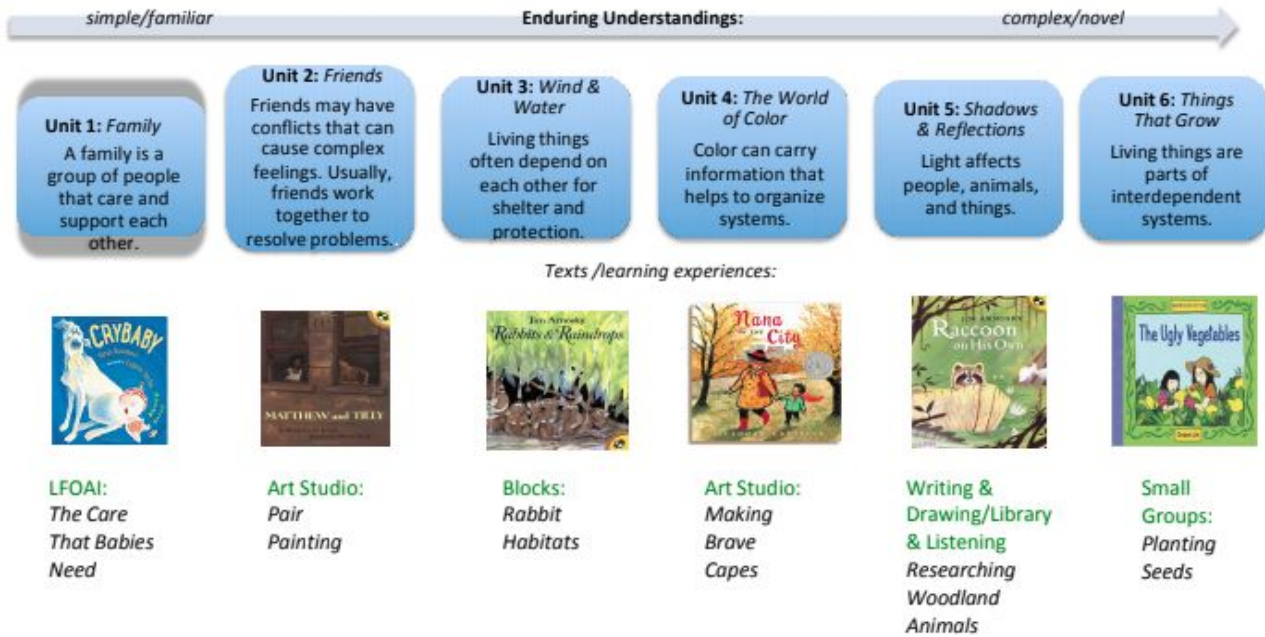 simple/familiar
Enduring Understandings:
complex/novel
Unit 1: Family
A family is a
group of people
that care and
support each
other.
Unit 2: Friends
Friends may have
conflicts that can
cause complex
feelings. Usually,
friends work
together to
resolve problems.
Unit 3: Wind &
Water
Living things
often depend on
each other for
shelter and
protection.
Unit 4: The World
of Color
Color can carry
information that
helps to organize
systems.
Unit 5: Shadows
& Reflections
Light affects
people, animals,
and things.
Unit 6: Things
That Grow
Living things are
parts of
interdependent
systems.
Texts /learning experiences:
CRYBABY
MATTHEW and TILLY
Jim Arnosky
Rabbits & Raindrops
Nana
IN THE
City
JIM ARNOSKY
Raccoon
on His Own
The Ugly Vegetables
LFOAI:
The Care
That Babies
Need
Art Studio:
Pair
Painting
Blocks:
Rabbit
Habitats
Art Studio:
Making
Brave
Capes
Writing &
Drawing/Library
& Listening
Researching
Woodland
Animals
Small
Groups:
Planting
Seeds